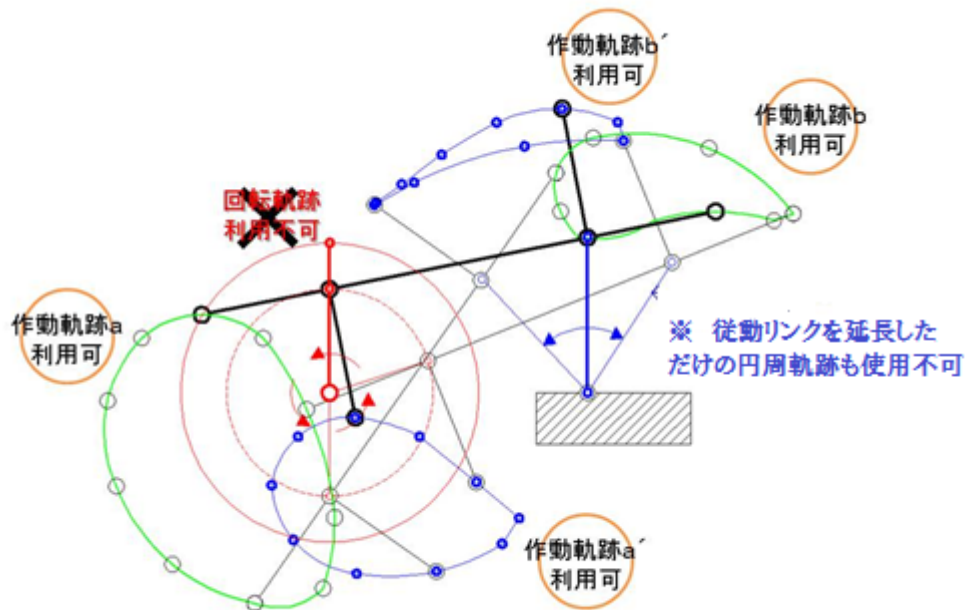 作動軌跡b´
利用可
作動軌跡b
利用可
回転軌跡
利用不可
作動軌跡a
利用可
※ 従動リンクを延長した
だけの円周軌跡も使用不可
作動軌跡a´
利用可